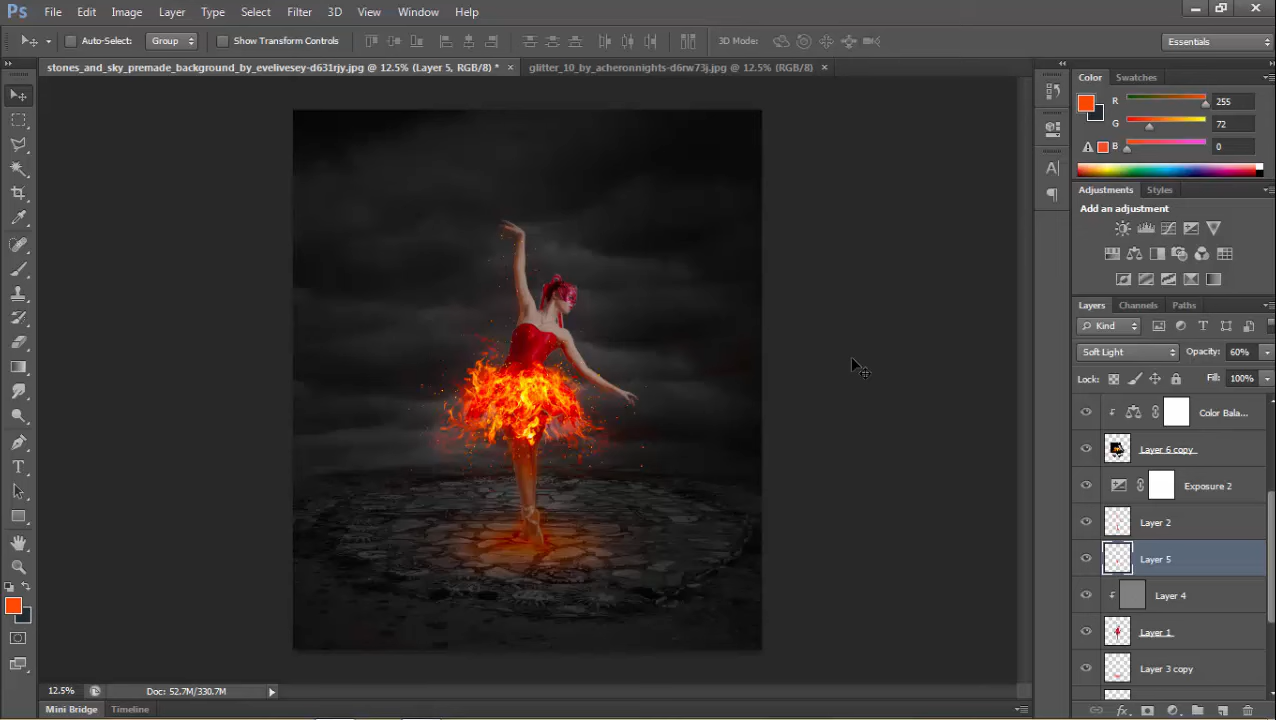 Ps File Edit Image Layer Type Select Filter 3D View Window Help
Auto-Select: Group Show Transform Controls 3D Mode: Essentials
stones_and_sky_premade_background_by_evelivesey-d631rjy.jpg @ 12.5% (Layer 5, RGB/8) * × glitter_10_by_acheronnights-d6rw73j.jpg @ 12.5% (RGB/8) ×
Color Swatches
R 255
G 72
B 0
Adjustments Styles
Add an adjustment
Layers Channels Paths
Kind
Soft Light Opacity: 60%
Lock: Fill: 100%
Color Bala...
Layer 6 copy
Exposure 2
Layer 2
Layer 5
Layer 4
Layer 1
Layer 3 copy
12.5% Doc: 52.7M/330.7M
Mini Bridge Timeline